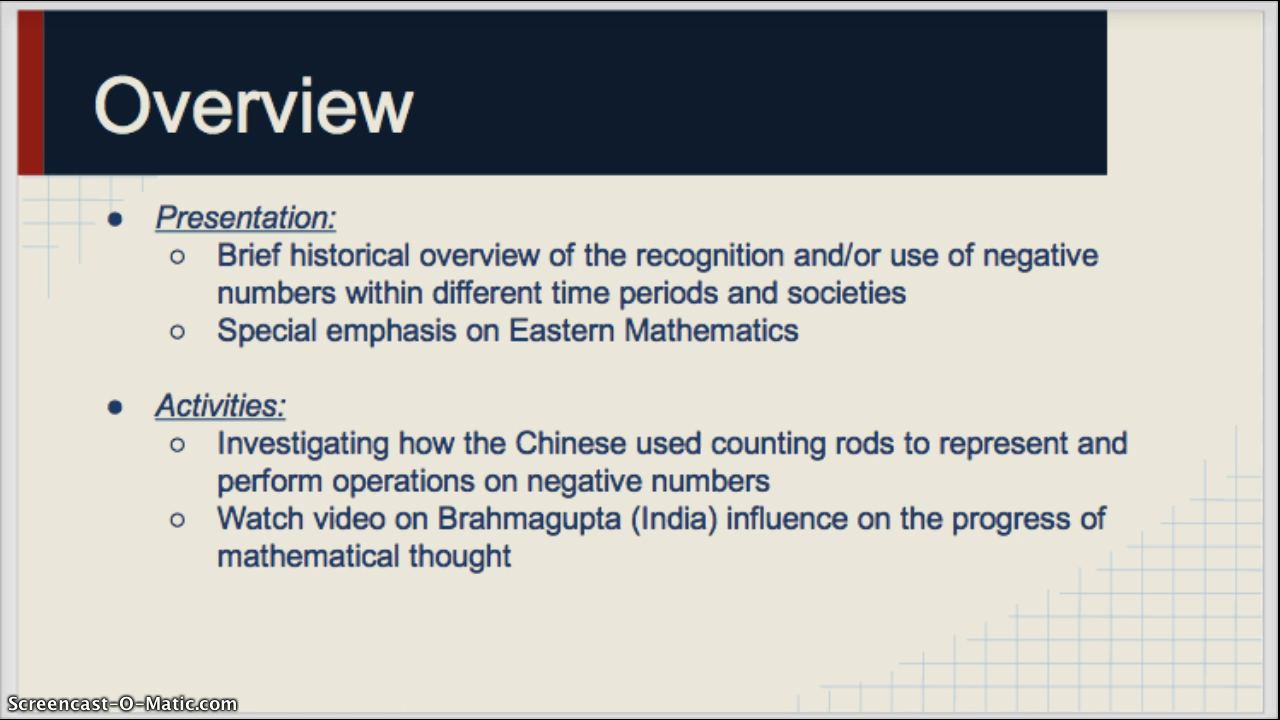 Overview
● Presentation:
○ Brief historical overview of the recognition and/or use of negative
numbers within different time periods and societies
○ Special emphasis on Eastern Mathematics
● Activities:
○ Investigating how the Chinese used counting rods to represent and
perform operations on negative numbers
○ Watch video on Brahmagupta (India) influence on the progress of
mathematical thought
Screencast-O-Matic.com